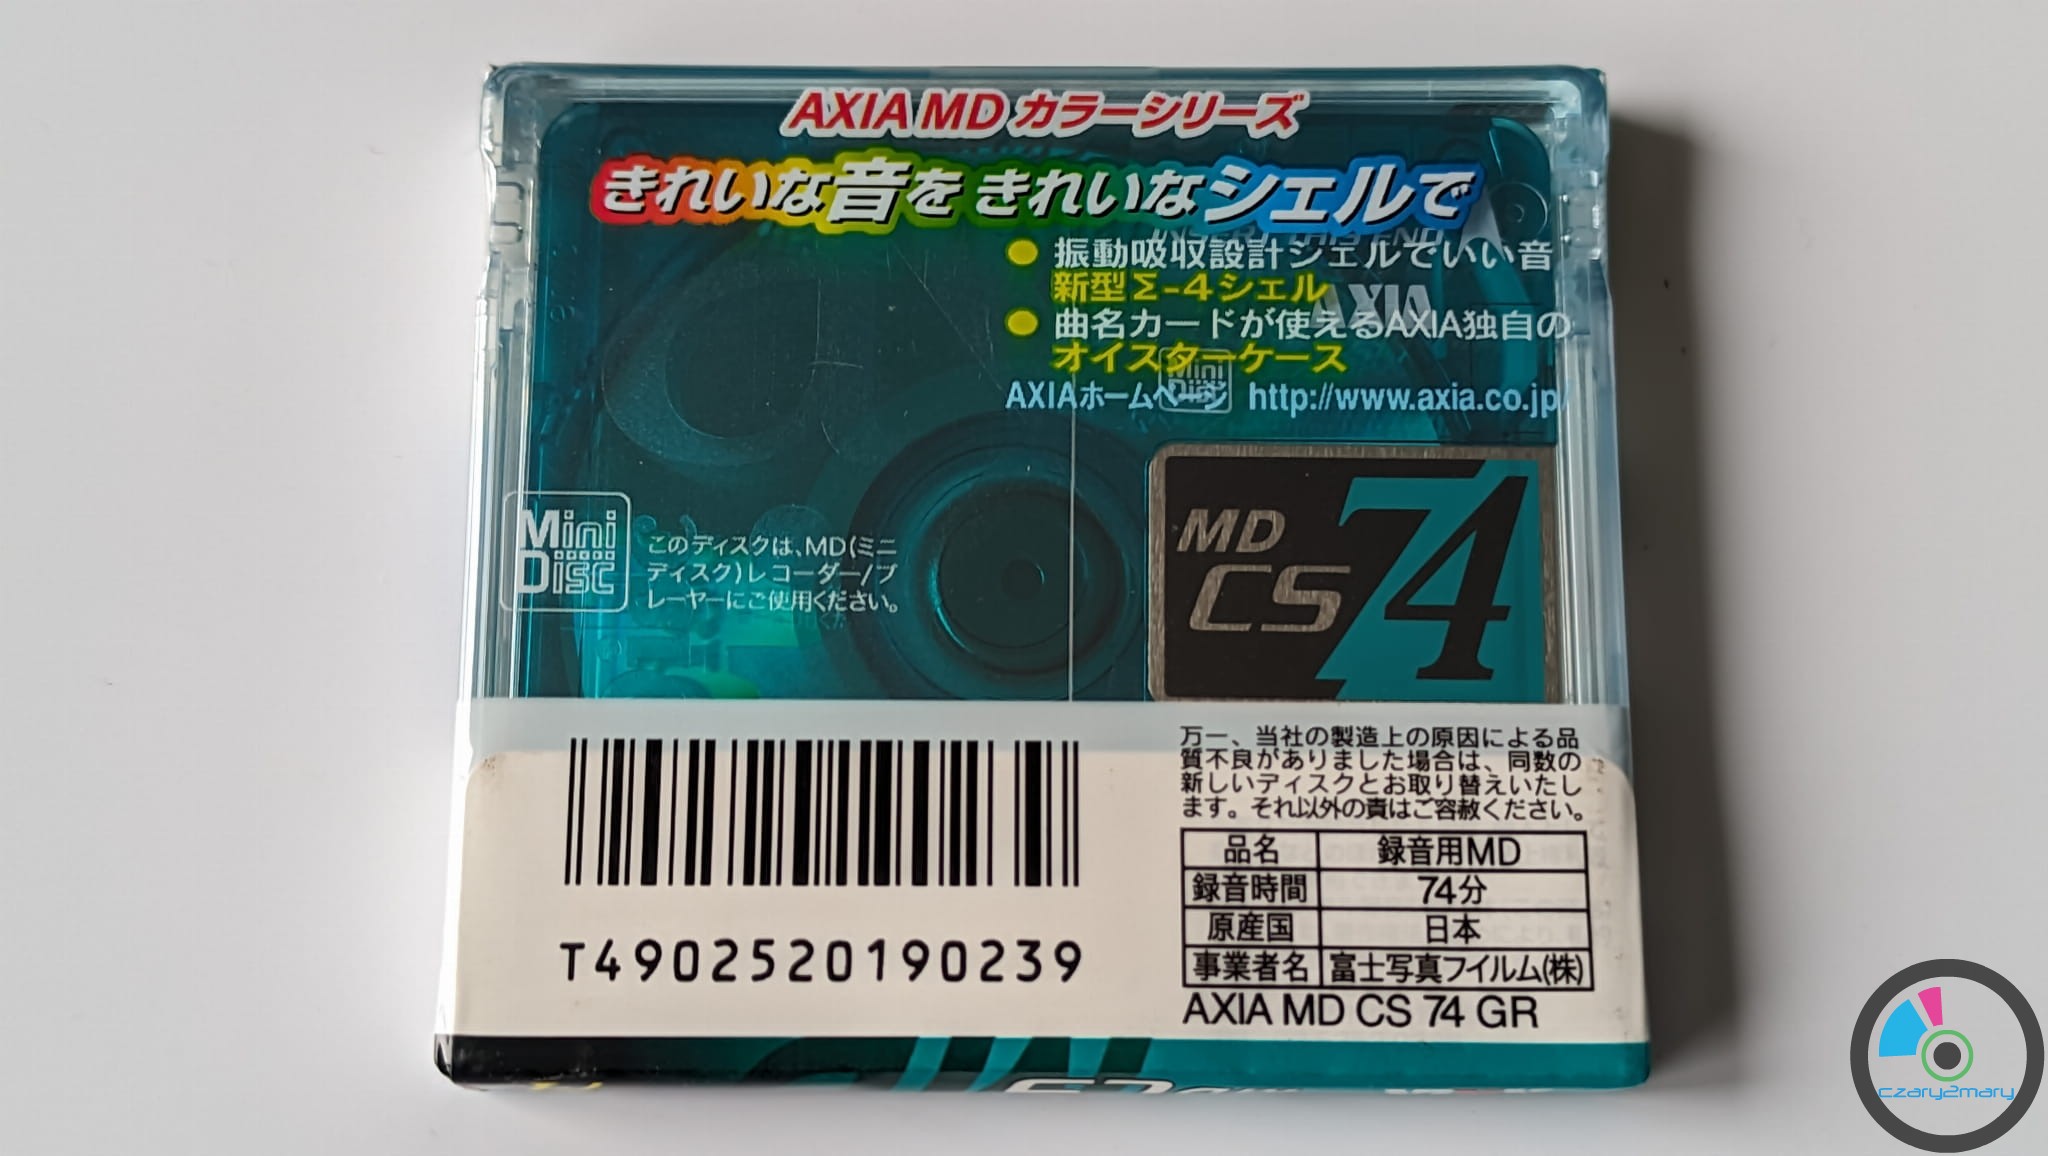 AXIA MD カラーシリーズ
きれいな音を きれいなシェルで
INSERT THIS END
振動吸収設計シェルでいい音
新型Σ-4シェル
AXIA
曲名カードが使えるAXIA独自の
オイスターケース
Mini
Disc
AXIAホームページ http://www.axia.co.jp/
MD
CS
74
Mini
Disc
このディスクは、MD(ミニ
ディスク)レコーダー/プ
レーヤーにご使用ください。
万一、当社の製造上の原因による品
質不良がありました場合は、同数の
新しいディスクとお取り替えいたし
ます。それ以外の責はご容赦ください。
品名 録音用MD
録音時間 74分
原産国 日本
事業者名 富士写真フイルム(株)
AXIA MD CS 74 GR
T4902520190239
czary2mary